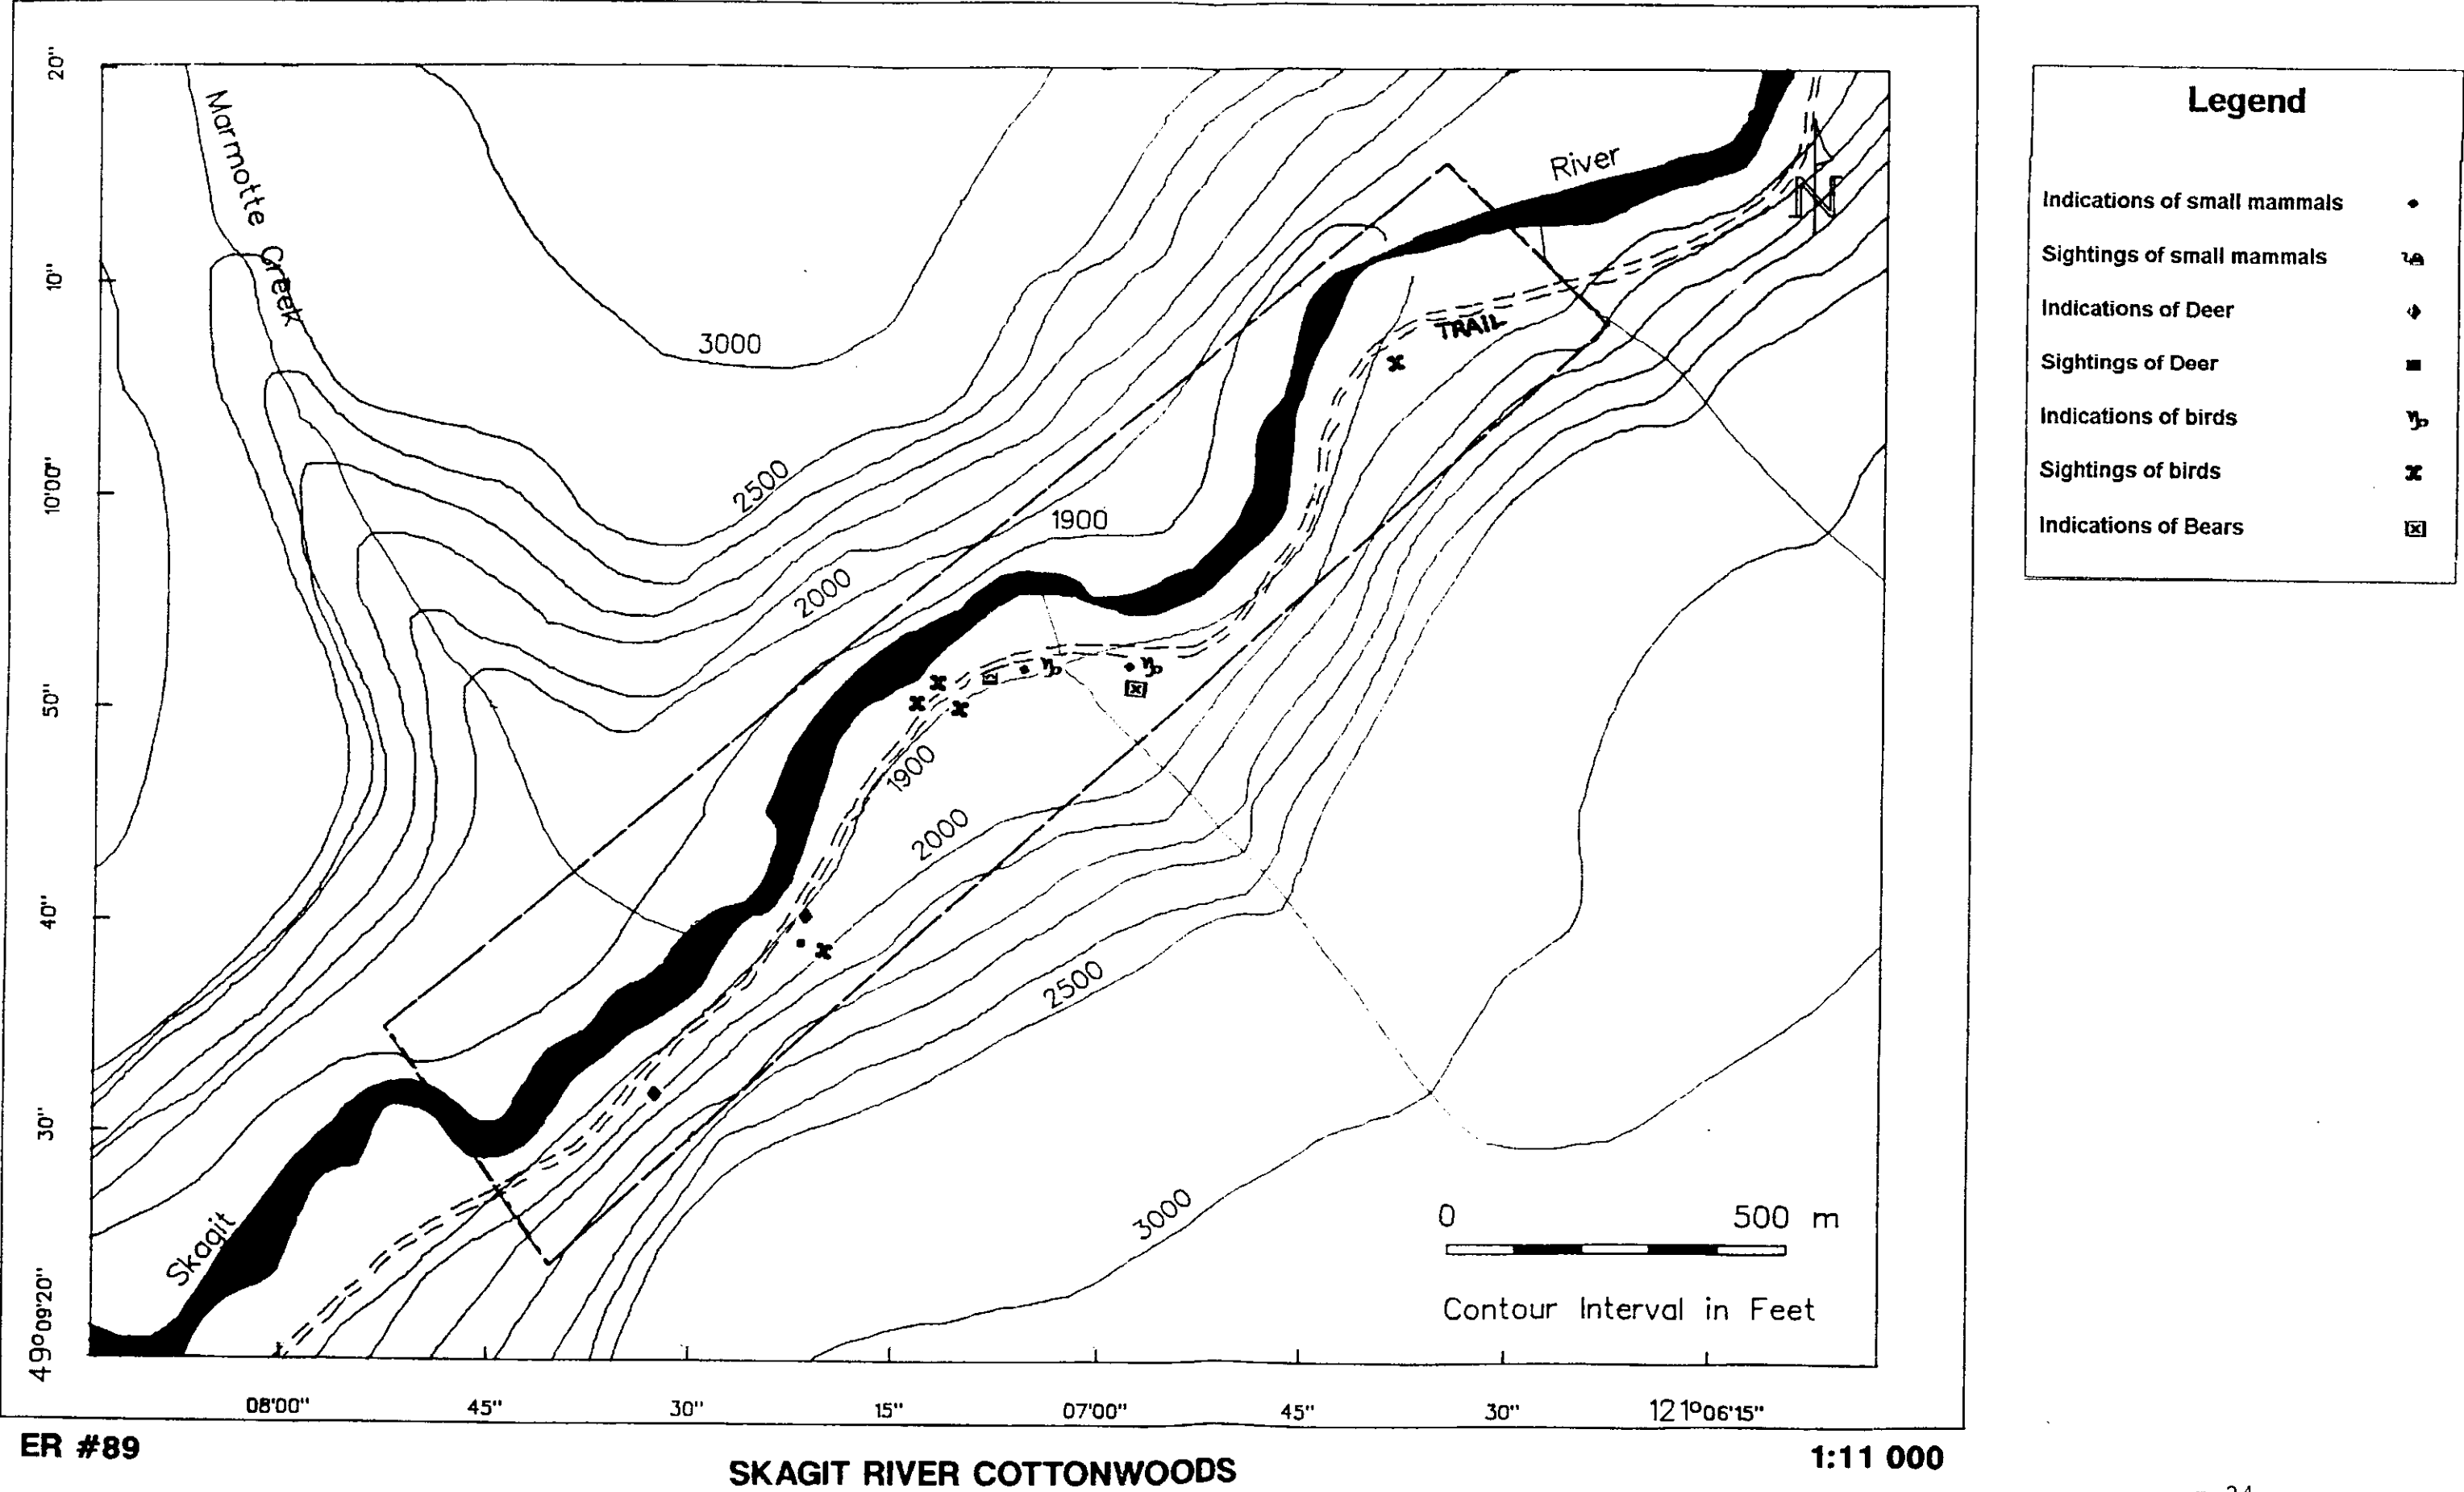 20"
10"
10'00"
50"
40"
30"
49°09'20"
Marmotte Creek
3000
2500
2000
1900
River
N
TRAIL
1900
2000
2500
3000
Skagit
0 500 m
Contour Interval in Feet
08'00" 45" 30" 15" 07'00" 45" 30" 121°06'15"
ER #89
SKAGIT RIVER COTTONWOODS
1:11 000
Legend
Indications of small mammals
Sightings of small mammals
Indications of Deer
Sightings of Deer
Indications of birds
Sightings of birds
Indications of Bears